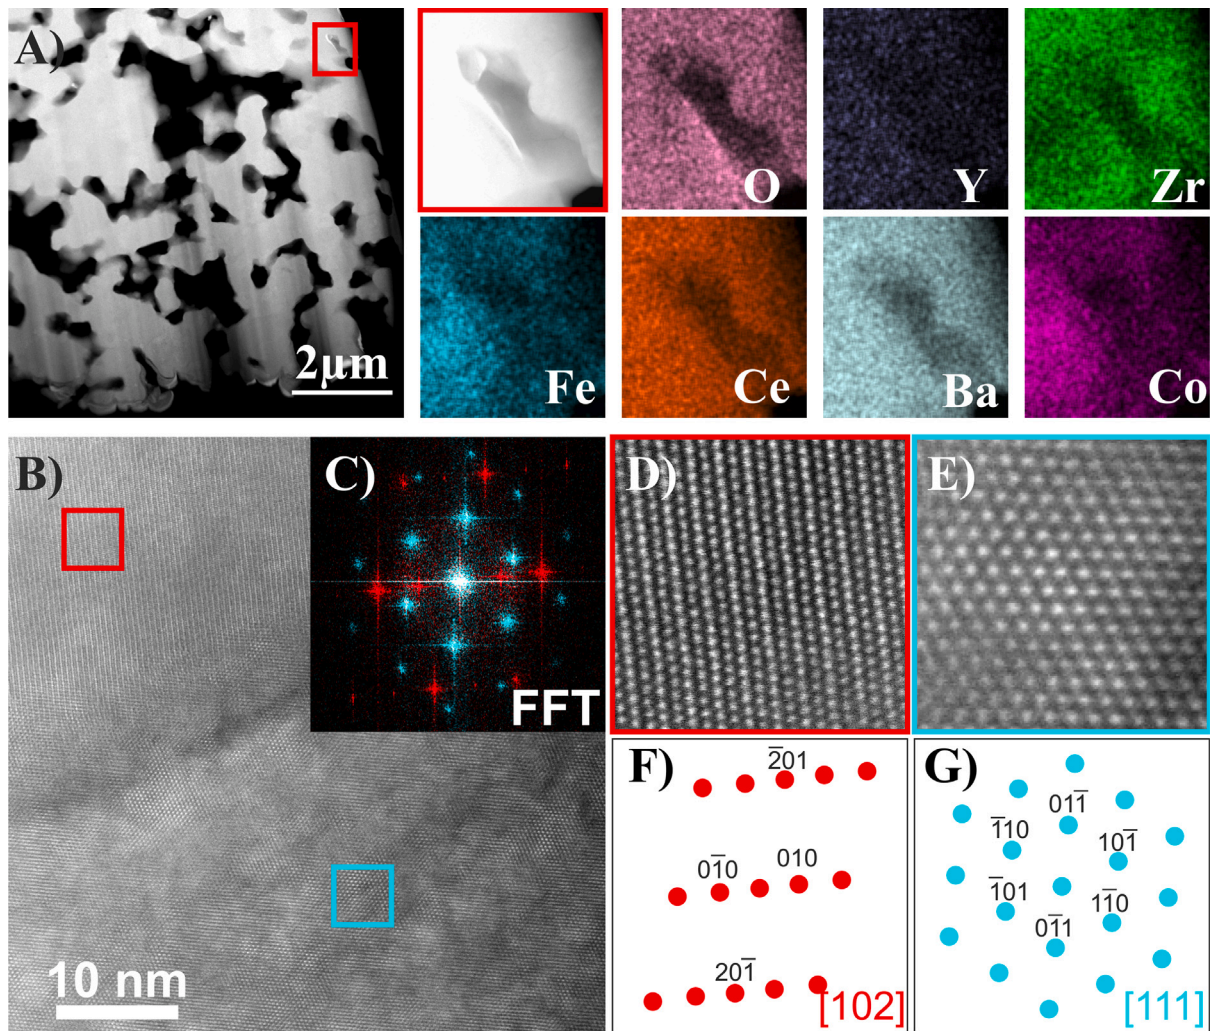 A)
2μm
O
Y
Zr
Fe
Ce
Ba
Co
B)
10 nm
C)
FFT
D)
E)
F)
2̅01
01̅0
010
201̅
[102]
G)
011̅
1̅10
101̅
1̅01
11̅0
01̅1
[111]